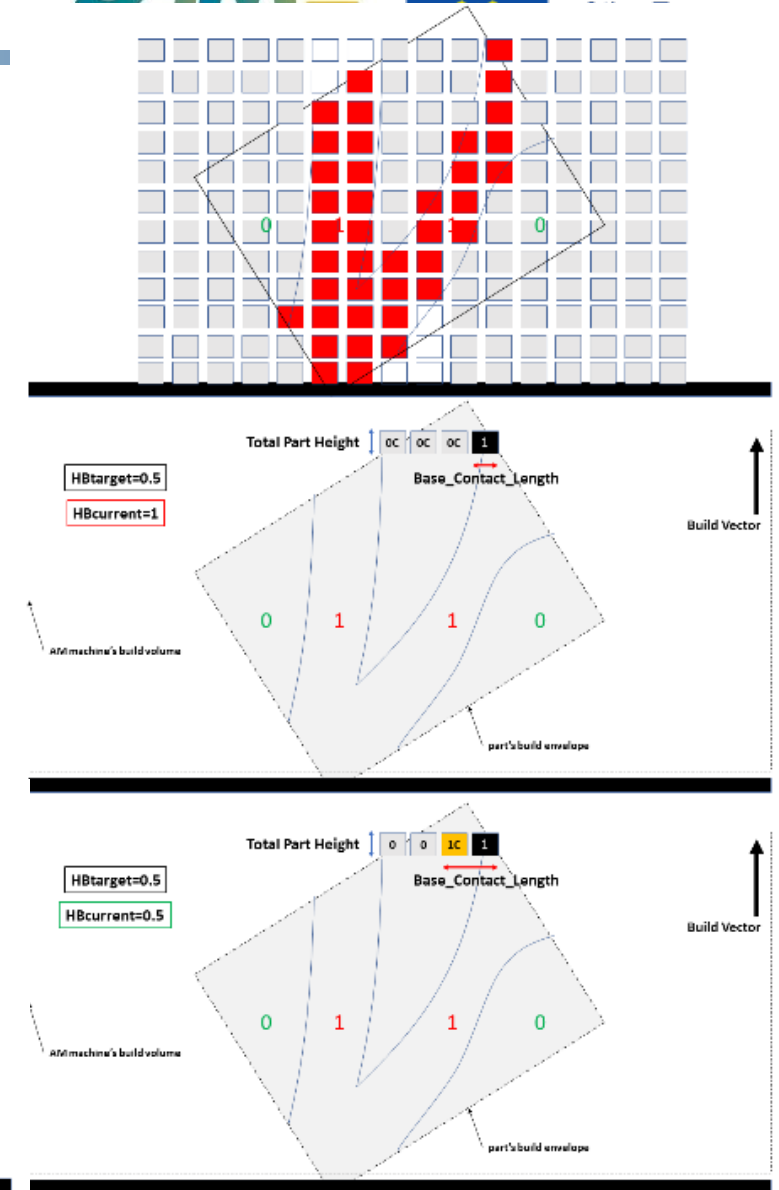 0 1 1 0
Total Part Height 0C 0C 0C 1
HBtarget=0.5
Base_Contact_Length
HBcurrent=1
Build Vector
0 1 1 0
AM machine's build volume
part's build envelope
Total Part Height 0 0 1C 1
HBtarget=0.5
Base_Contact_Length
HBcurrent=0.5
Build Vector
0 1 1 0
AM machine's build volume
part's build envelope